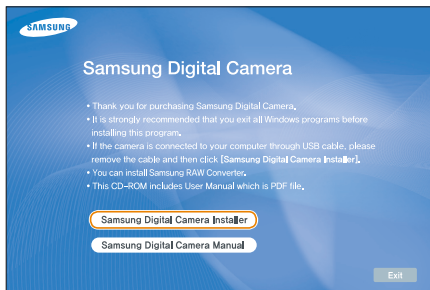 SAMSUNG
Samsung Digital Camera
• Thank you for purchasing Samsung Digital Camera.
• It is strongly recommended that you exit all Windows programs before
installing this program.
• If the camera is connected to your computer through USB cable, please
remove the cable and then click [Samsung Digital Camera Installer].
• You can install Samsung RAW Converter.
• This CD-ROM includes User Manual which is PDF file.
Samsung Digital Camera Installer
Samsung Digital Camera Manual
Exit